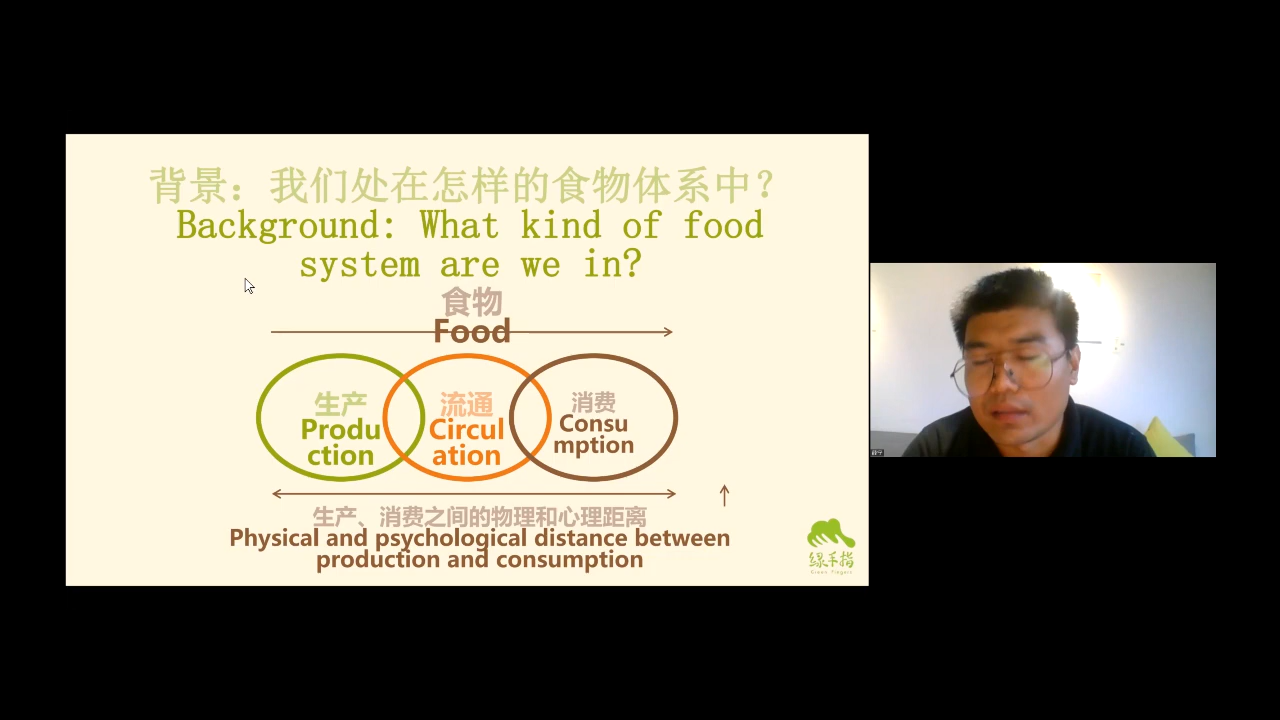 背景：我们处在怎样的食物体系中？
Background: What kind of food
system are we in?
食物
Food
生产
Produ
ction
流通
Circul
ation
消费
Consu
mption
生产、消费之间的物理和心理距离
Physical and psychological distance between
production and consumption
绿手指
Green Fingers